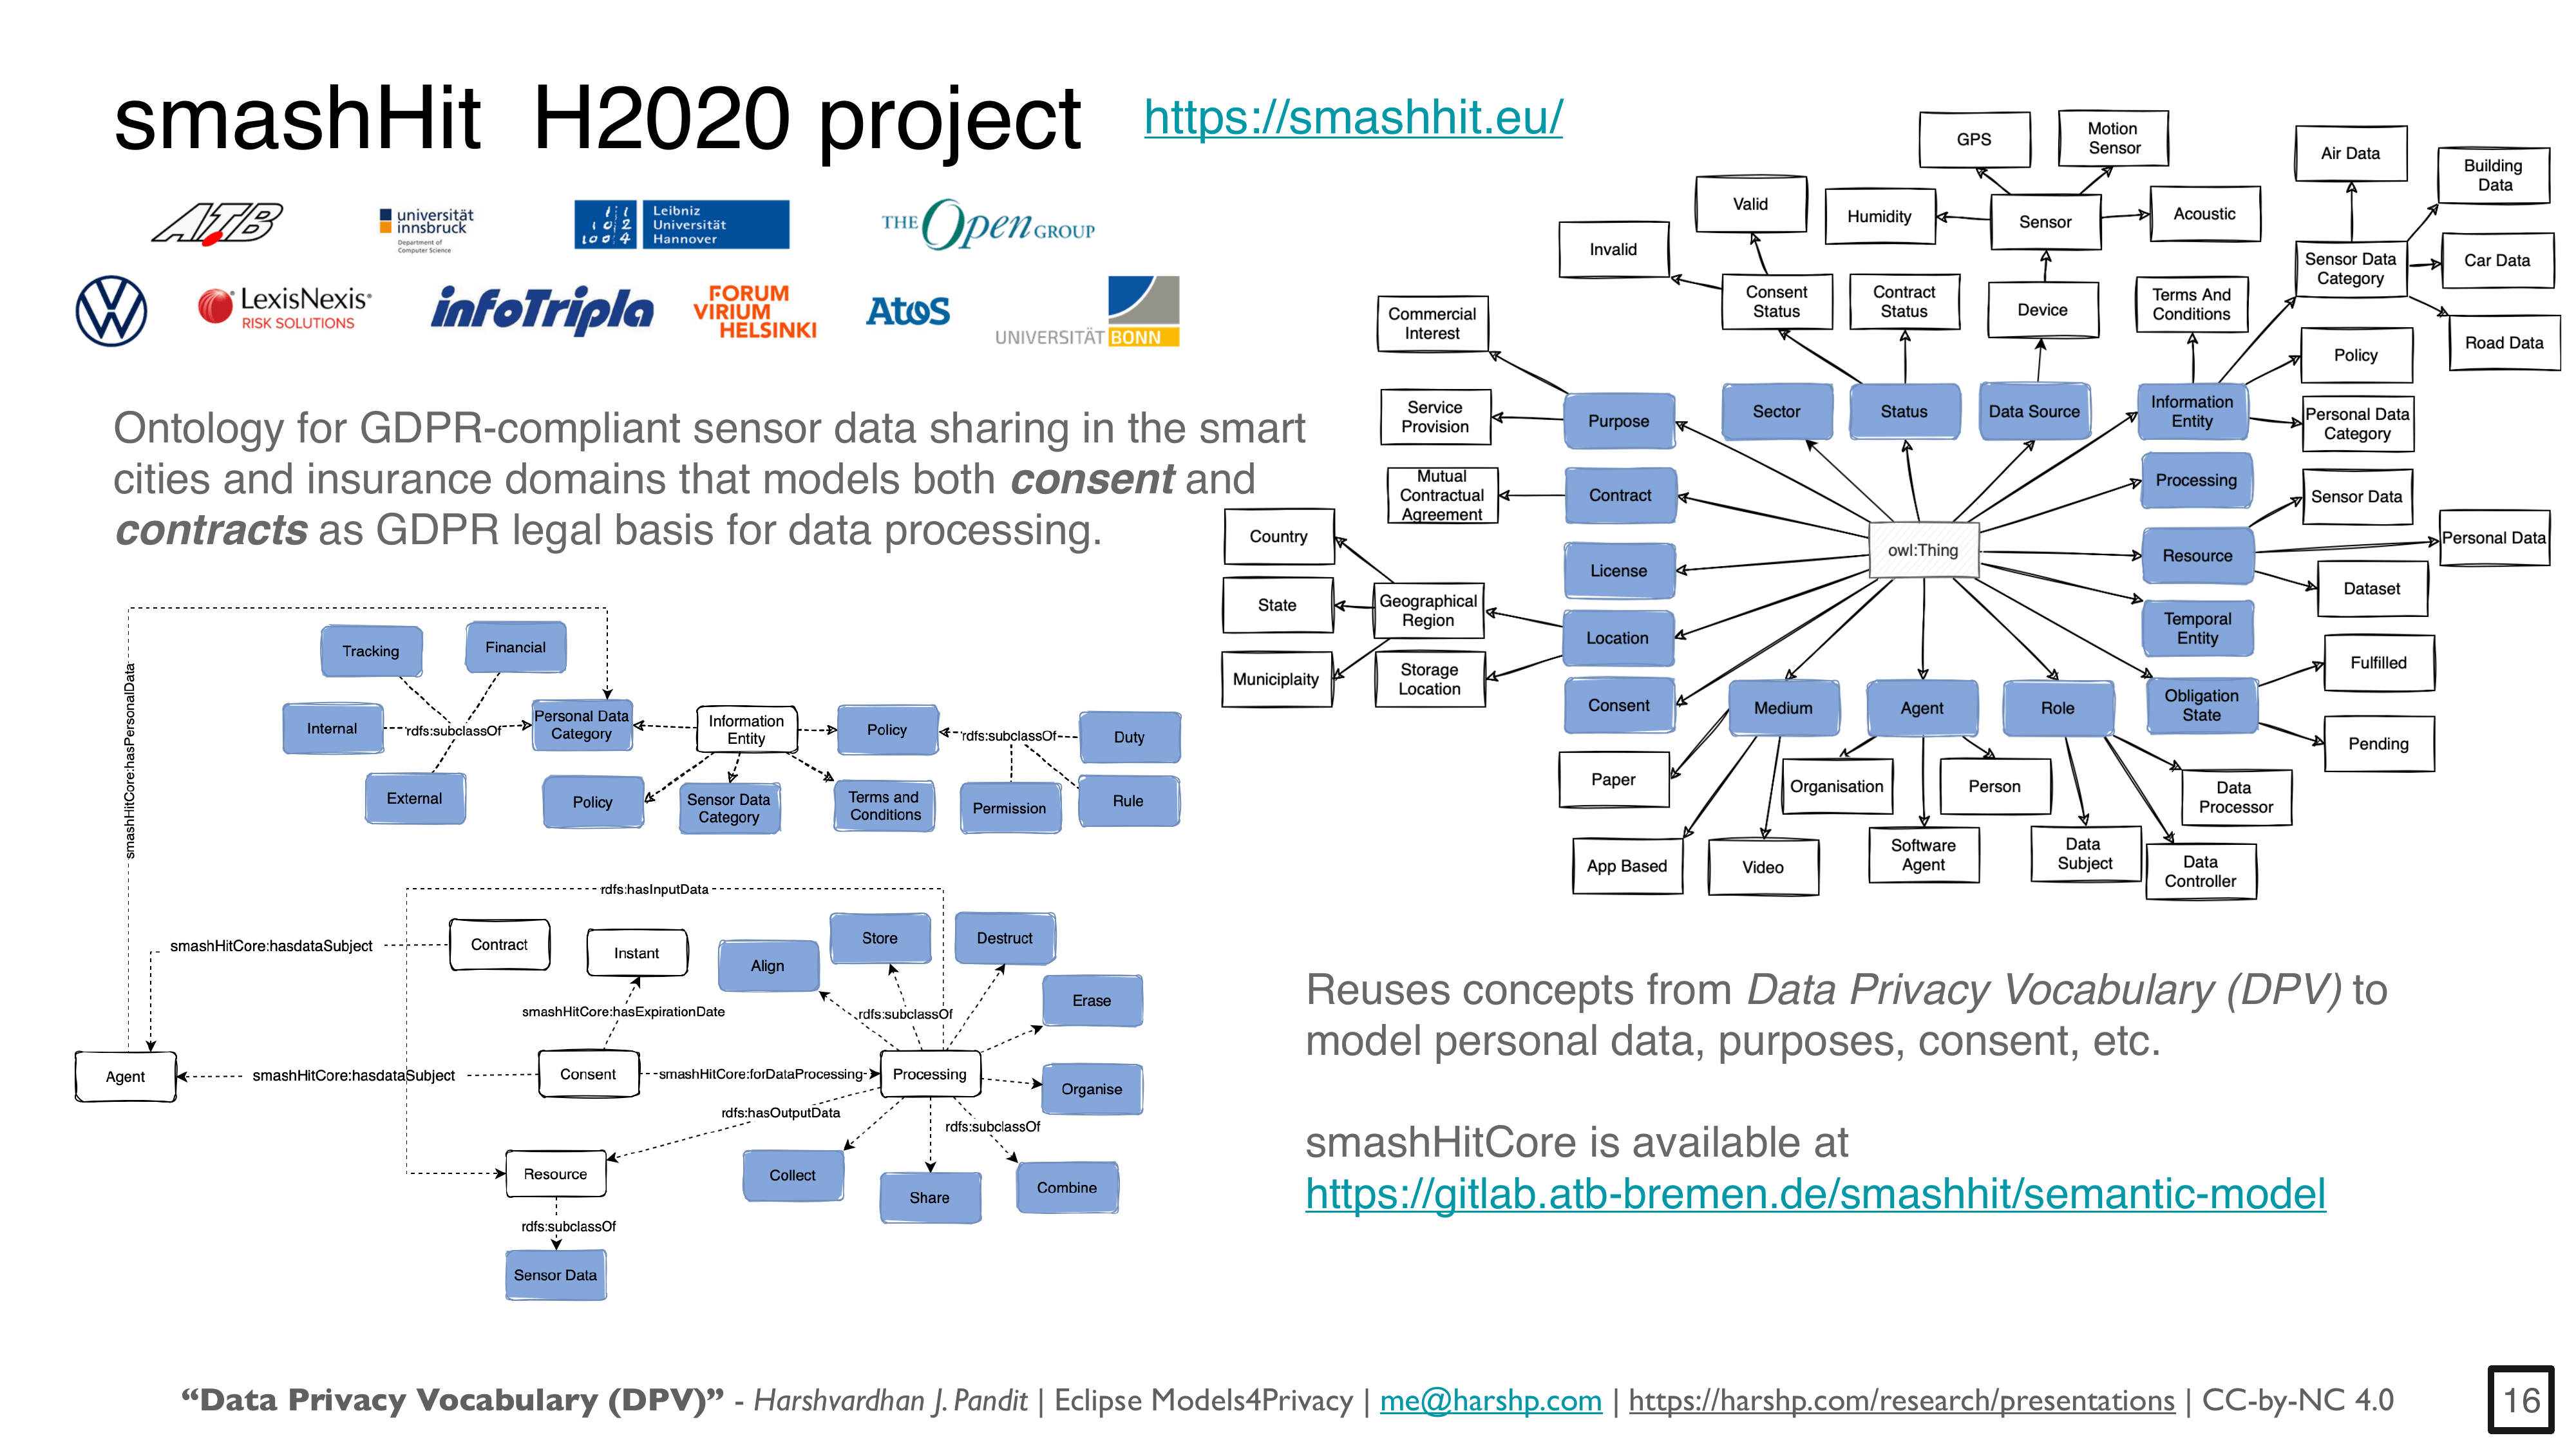 smashHit H2020 project
https://smashhit.eu/
ATB
universität
innsbruck
Department of
Computer Science
Leibniz
Universität
Hannover
THE Open GROUP
LexisNexis®
RISK SOLUTIONS
infoTripla
FORUM
VIRIUM
HELSINKI
Atos
UNIVERSITÄT BONN
Ontology for GDPR-compliant sensor data sharing in the smart
cities and insurance domains that models both consent and
contracts as GDPR legal basis for data processing.
GPS
Motion
Sensor
Air Data
Building
Data
Valid
Humidity
Sensor
Acoustic
Invalid
Sensor Data
Category
Car Data
Consent
Status
Contract
Status
Device
Terms And
Conditions
Road Data
Commercial
Interest
Policy
Service
Provision
Purpose
Sector
Status
Data Source
Information
Entity
Personal Data
Category
Mutual
Contractual
Agreement
Contract
Processing
Sensor Data
Country
owl:Thing
Resource
Personal Data
License
Dataset
State
Geographical
Region
Location
Temporal
Entity
Municiplaity
Storage
Location
Fulfilled
Consent
Medium
Agent
Role
Obligation
State
Pending
Paper
Organisation
Person
Data
Processor
App Based
Video
Software
Agent
Data
Subject
Data
Controller
smashHitCore:hasPersonalData
Tracking
Financial
Internal
rdfs:subclassOf
Personal Data
Category
Information
Entity
Policy
rdfs:subclassOf
Duty
External
Policy
Sensor Data
Category
Terms and
Conditions
Permission
Rule
rdfs:hasInputData
smashHitCore:hasdataSubject
Contract
Instant
Align
Store
Destruct
Erase
smashHitCore:hasExpirationDate
rdfs:subclassOf
Agent
smashHitCore:hasdataSubject
Consent
smashHitCore:forDataProcessing
Processing
Organise
rdfs:hasOutputData
rdfs:subclassOf
Resource
Collect
Share
Combine
rdfs:subclassOf
Sensor Data
Reuses concepts from Data Privacy Vocabulary (DPV) to
model personal data, purposes, consent, etc.
smashHitCore is available at
https://gitlab.atb-bremen.de/smashhit/semantic-model
“Data Privacy Vocabulary (DPV)” - Harshvardhan J. Pandit | Eclipse Models4Privacy | me@harshp.com | https://harshp.com/research/presentations | CC-by-NC 4.0
16